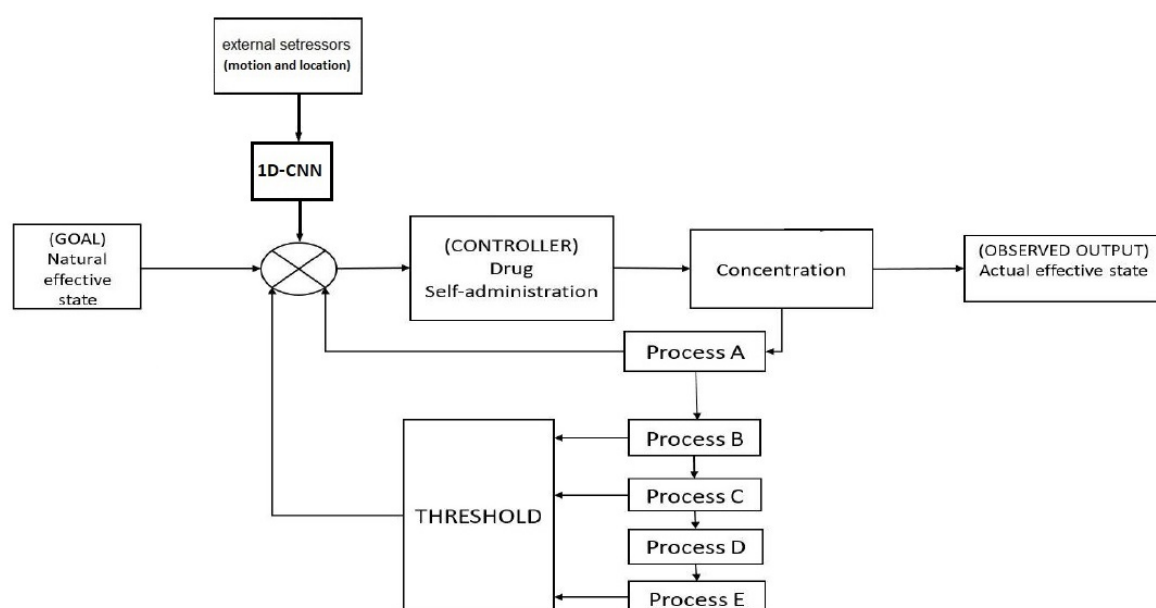 external setressors
(motion and location)
1D-CNN
(GOAL)
Natural
effective
state
(CONTROLLER)
Drug
Self-administration
Concentration
(OBSERVED OUTPUT)
Actual effective state
Process A
Process B
Process C
THRESHOLD
Process D
Process E